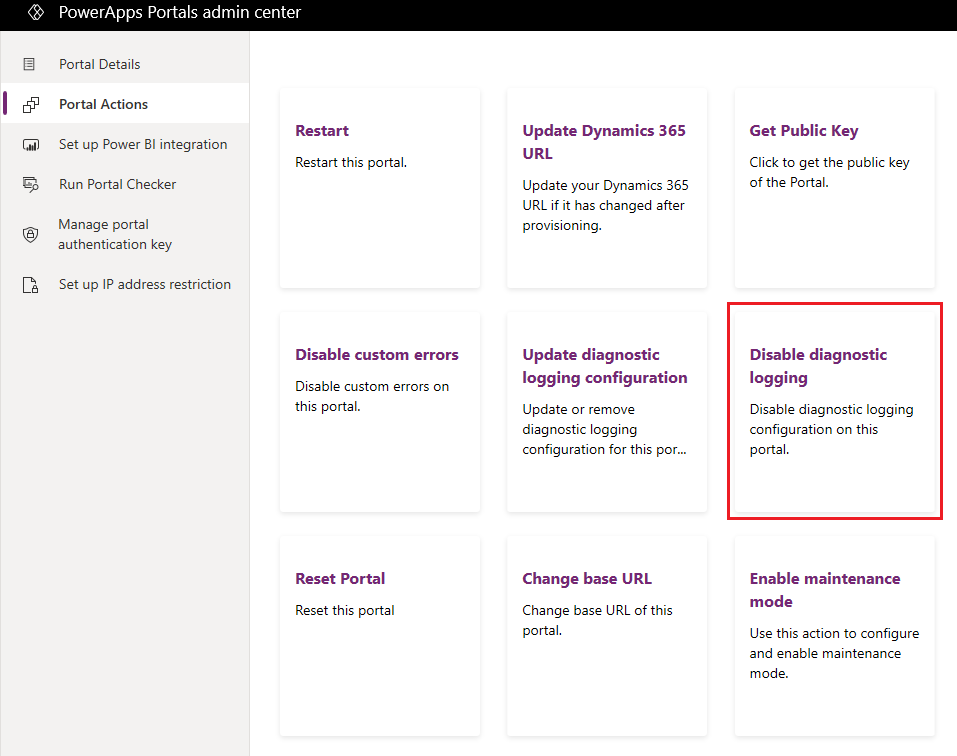 PowerApps Portals admin center
Portal Details
Portal Actions
Set up Power BI integration
Run Portal Checker
Manage portal
authentication key
Set up IP address restriction
Restart
Restart this portal.
Update Dynamics 365
URL
Update your Dynamics 365
URL if it has changed after
provisioning.
Get Public Key
Click to get the public key
of the Portal.
Disable custom errors
Disable custom errors on
this portal.
Update diagnostic
logging configuration
Update or remove
diagnostic logging
configuration for this por...
Disable diagnostic
logging
Disable diagnostic logging
configuration on this
portal.
Reset Portal
Reset this portal
Change base URL
Change base URL of this
portal.
Enable maintenance
mode
Use this action to configure
and enable maintenance
mode.